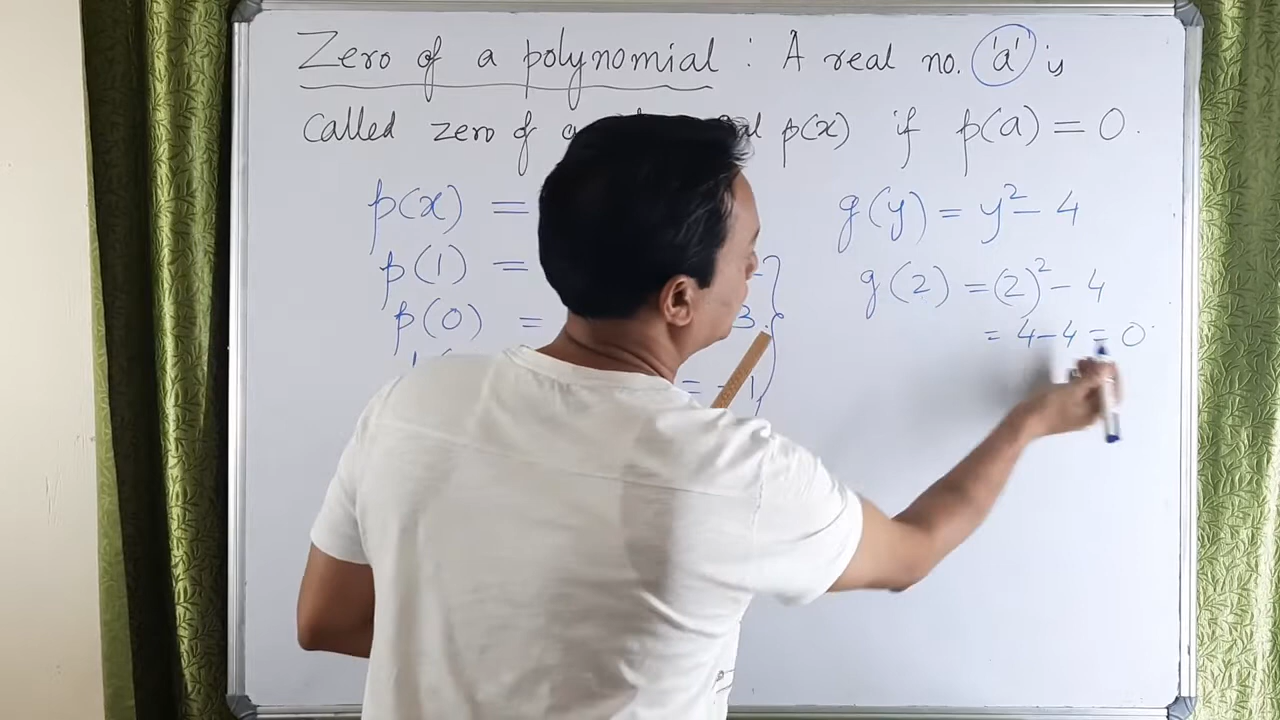 Zero of a polynomial : A real no. 'a' is
called zero of p(x) if p(a) = 0.
p(x) =
p(1) =
p(0) = 3.
= -1
g(y) = y² - 4
g(2) = (2)² - 4
= 4 - 4 = 0